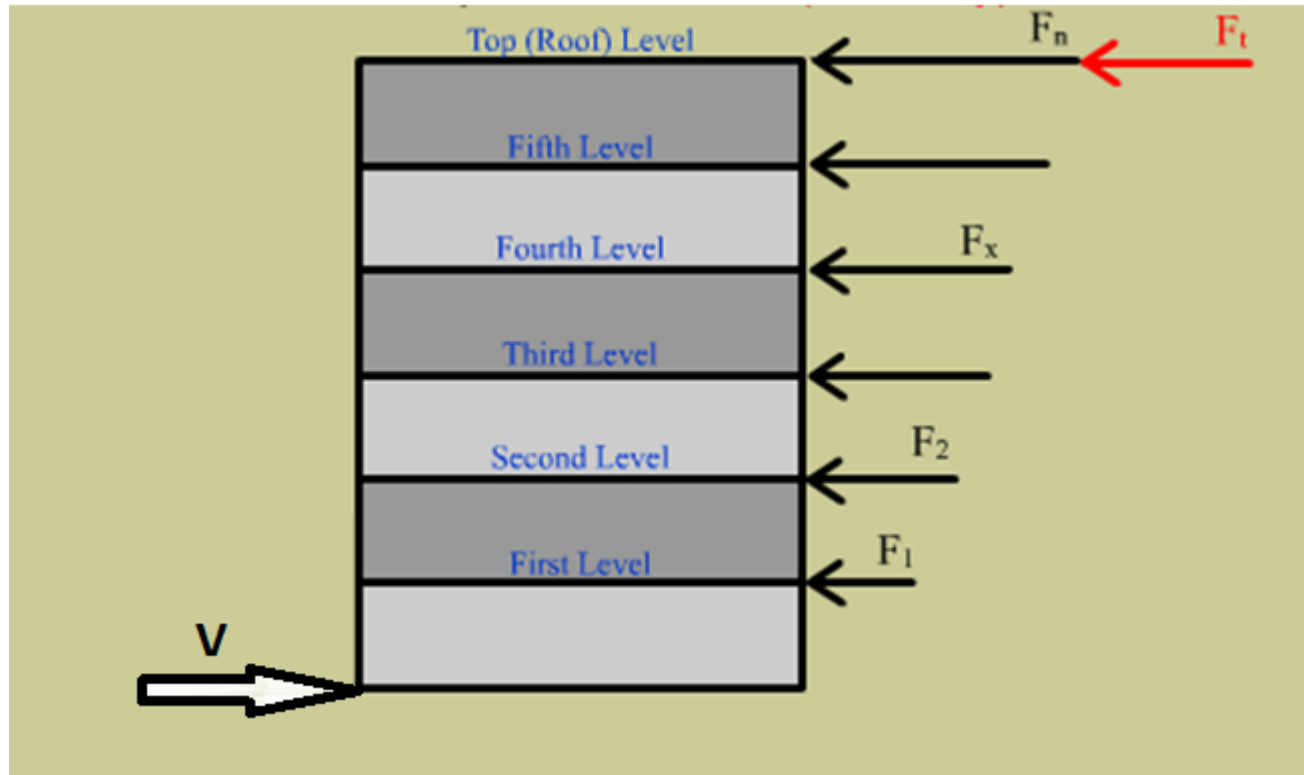 Top (Roof) Level
Fₙ
Fₜ
Fifth Level
Fourth Level
Fₓ
Third Level
Second Level
F₂
First Level
F₁
V